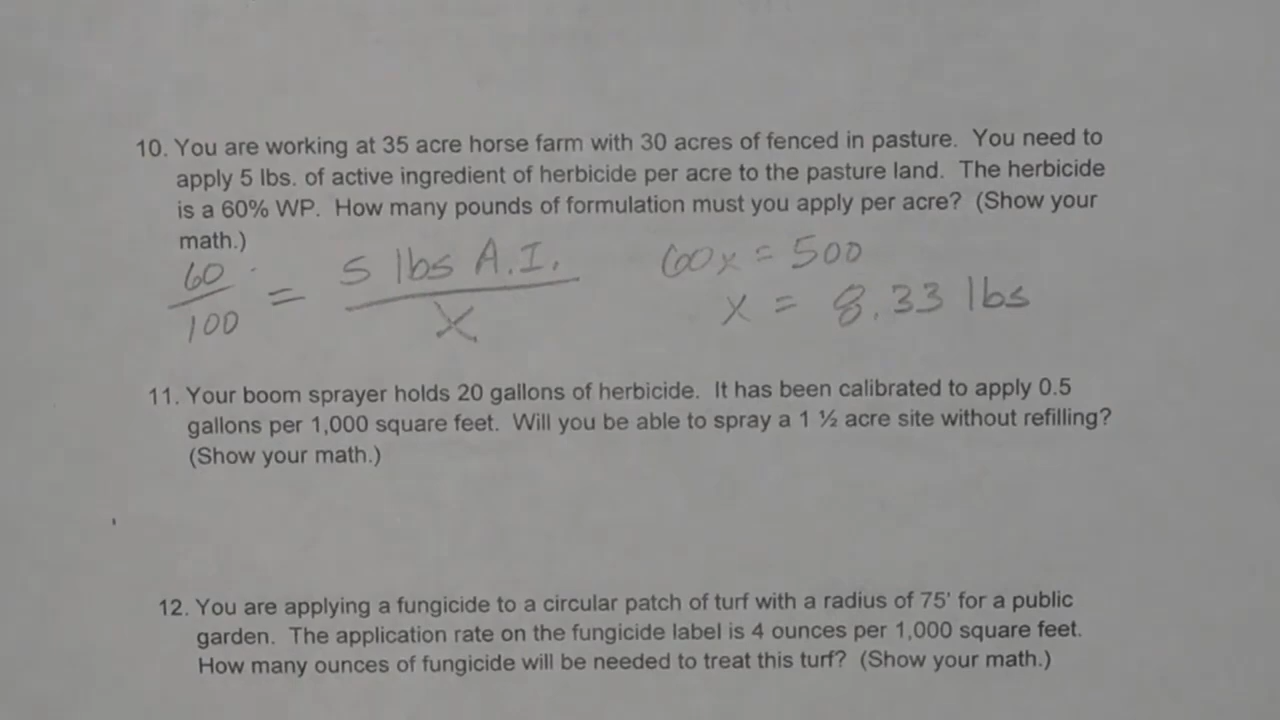 10. You are working at 35 acre horse farm with 30 acres of fenced in pasture. You need to
apply 5 lbs. of active ingredient of herbicide per acre to the pasture land. The herbicide
is a 60% WP. How many pounds of formulation must you apply per acre? (Show your
math.)
60/100 = 5 lbs A.I./X
60x = 500
x = 8.33 lbs
11. Your boom sprayer holds 20 gallons of herbicide. It has been calibrated to apply 0.5
gallons per 1,000 square feet. Will you be able to spray a 1 ½ acre site without refilling?
(Show your math.)
12. You are applying a fungicide to a circular patch of turf with a radius of 75' for a public
garden. The application rate on the fungicide label is 4 ounces per 1,000 square feet.
How many ounces of fungicide will be needed to treat this turf? (Show your math.)